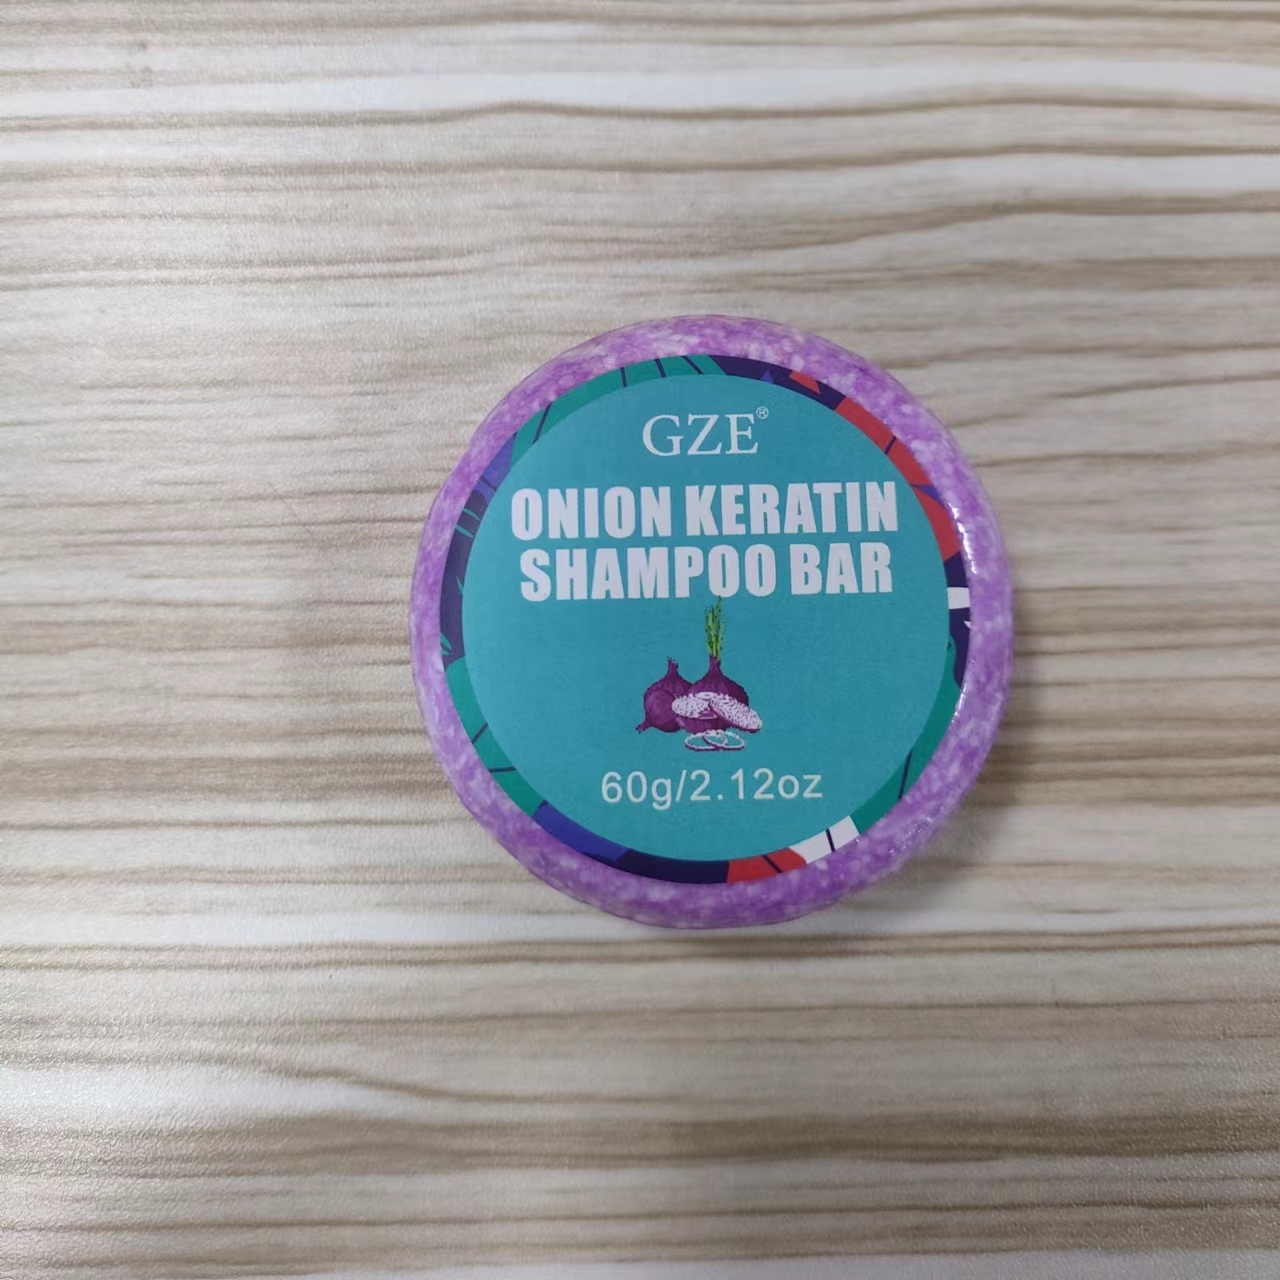 GZE®
ONION KERATIN
SHAMPOO BAR
60g/2.12oz